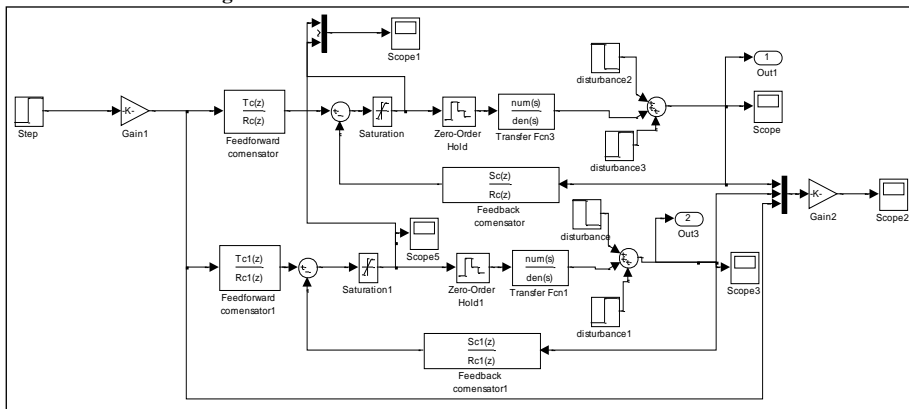 Scope1
1
Out1
disturbance2
Step
-K-
Gain1
Tc(z)
Rc(z)
Feedforward
comensator
Saturation
Zero-Order
Hold
num(s)
den(s)
Transfer Fcn3
disturbance3
Scope
Sc(z)
Rc(z)
Feedback
comensator
-K-
Gain2
Scope2
Scope5
disturbance
2
Out3
Tc1(z)
Rc1(z)
Feedforward
comensator1
Saturation1
Zero-Order
Hold1
num(s)
den(s)
Transfer Fcn1
disturbance1
Scope3
Sc1(z)
Rc1(z)
Feedback
comensator1